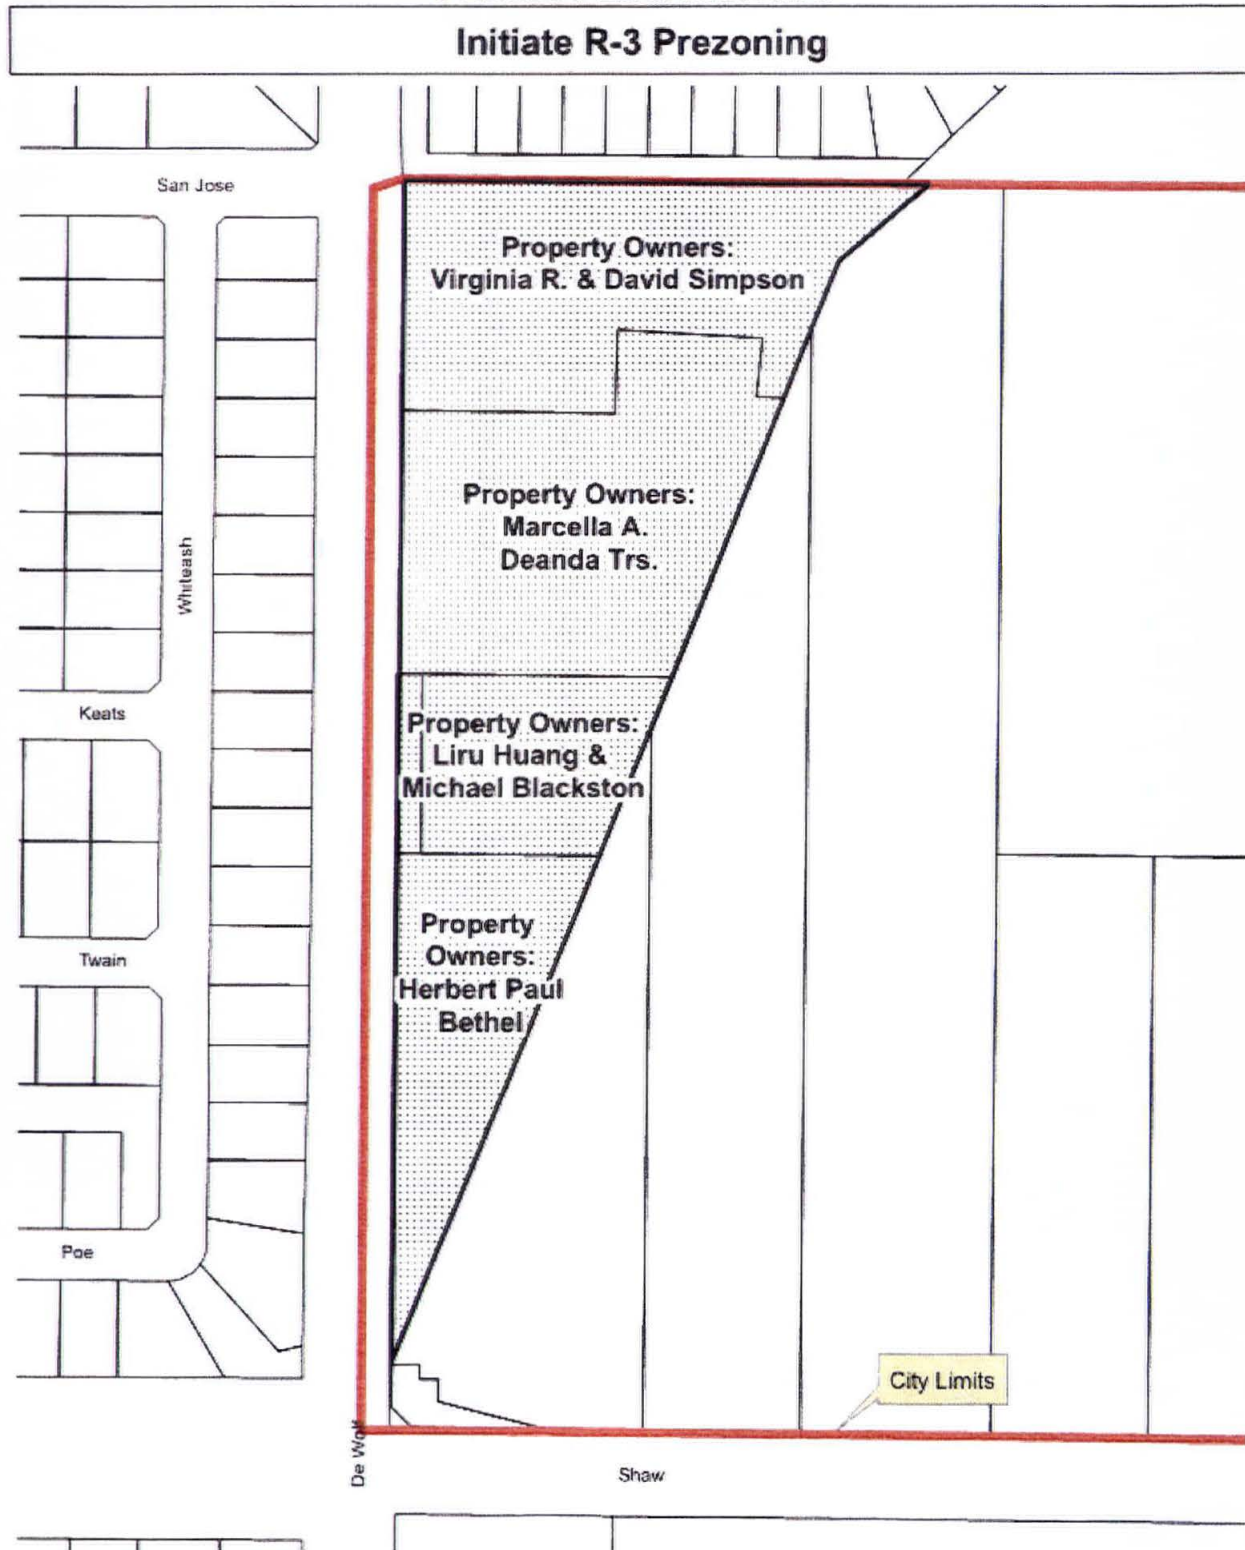 Initiate R-3 Prezoning
San Jose
Property Owners:
Virginia R. & David Simpson
Property Owners:
Marcella A.
Deanda Trs.
Whiteash
Keats
Property Owners:
Liru Huang &
Michael Blackston
Property
Owners:
Herbert Paul
Bethel
Twain
Poe
City Limits
De Wolf
Shaw